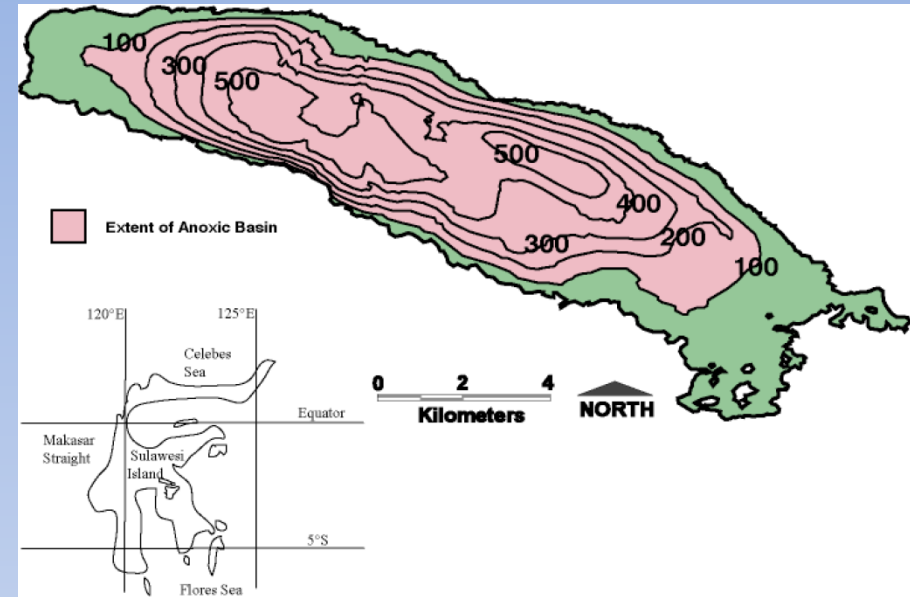 100
300
500
500
400
300
200
100
Extent of Anoxic Basin
0 2 4
Kilometers
NORTH
120°E 125°E
Celebes
Sea
Equator
Makasar
Straight
Sulawesi
Island
5°S
Flores Sea